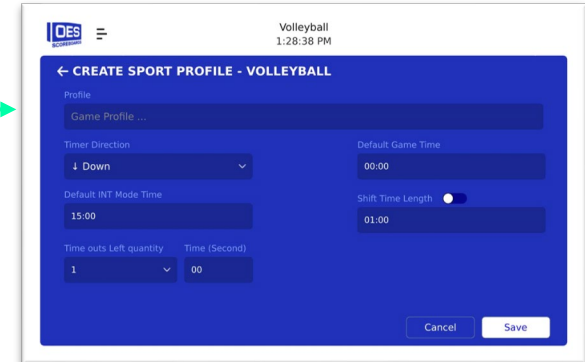 OES
SCOREBOARDS
Volleyball
1:28:38 PM
← CREATE SPORT PROFILE - VOLLEYBALL
Profile
Game Profile ...
Timer Direction
Default Game Time
↓ Down
00:00
Default INT Mode Time
Shift Time Length
15:00
01:00
Time outs Left quantity
Time (Second)
1
00
Cancel
Save